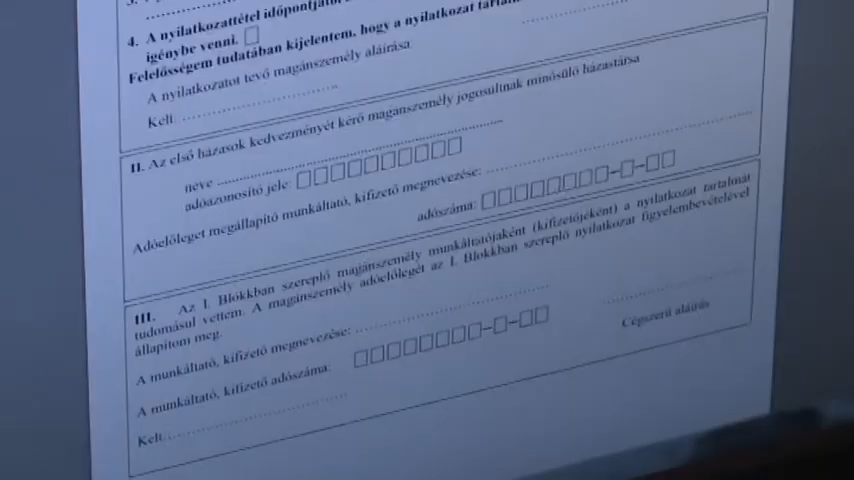 4. A nyilatkozattétel időpontjától
igénybe venni.
Felelősségem tudatában kijelentem, hogy a nyilatkozat
A nyilatkozatot tevő magánszemély aláírása
Kelt: ........................................
II. Az első házasok kedvezményét kérő magánszemély jogosultnak minősülő házastársa
neve ........................................
adóazonosító jele:
Adóelőleget megállapító munkáltató, kifizető megnevezése: ........................................
adószáma: □□□□□□□□–□–□□
III. Az I. Blokkban szereplő magánszemély munkáltatójaként (kifizetőjeként) a nyilatkozat tartalmát
tudomásul vettem. A magánszemély adóelőlegét az I. Blokkban szereplő nyilatkozat figyelembevételével
állapítom meg.
A munkáltató, kifizető megnevezése: ........................................
A munkáltató, kifizető adószáma: □□□□□□□□–□–□□
Cégszerű aláírás
Kelt: ........................................